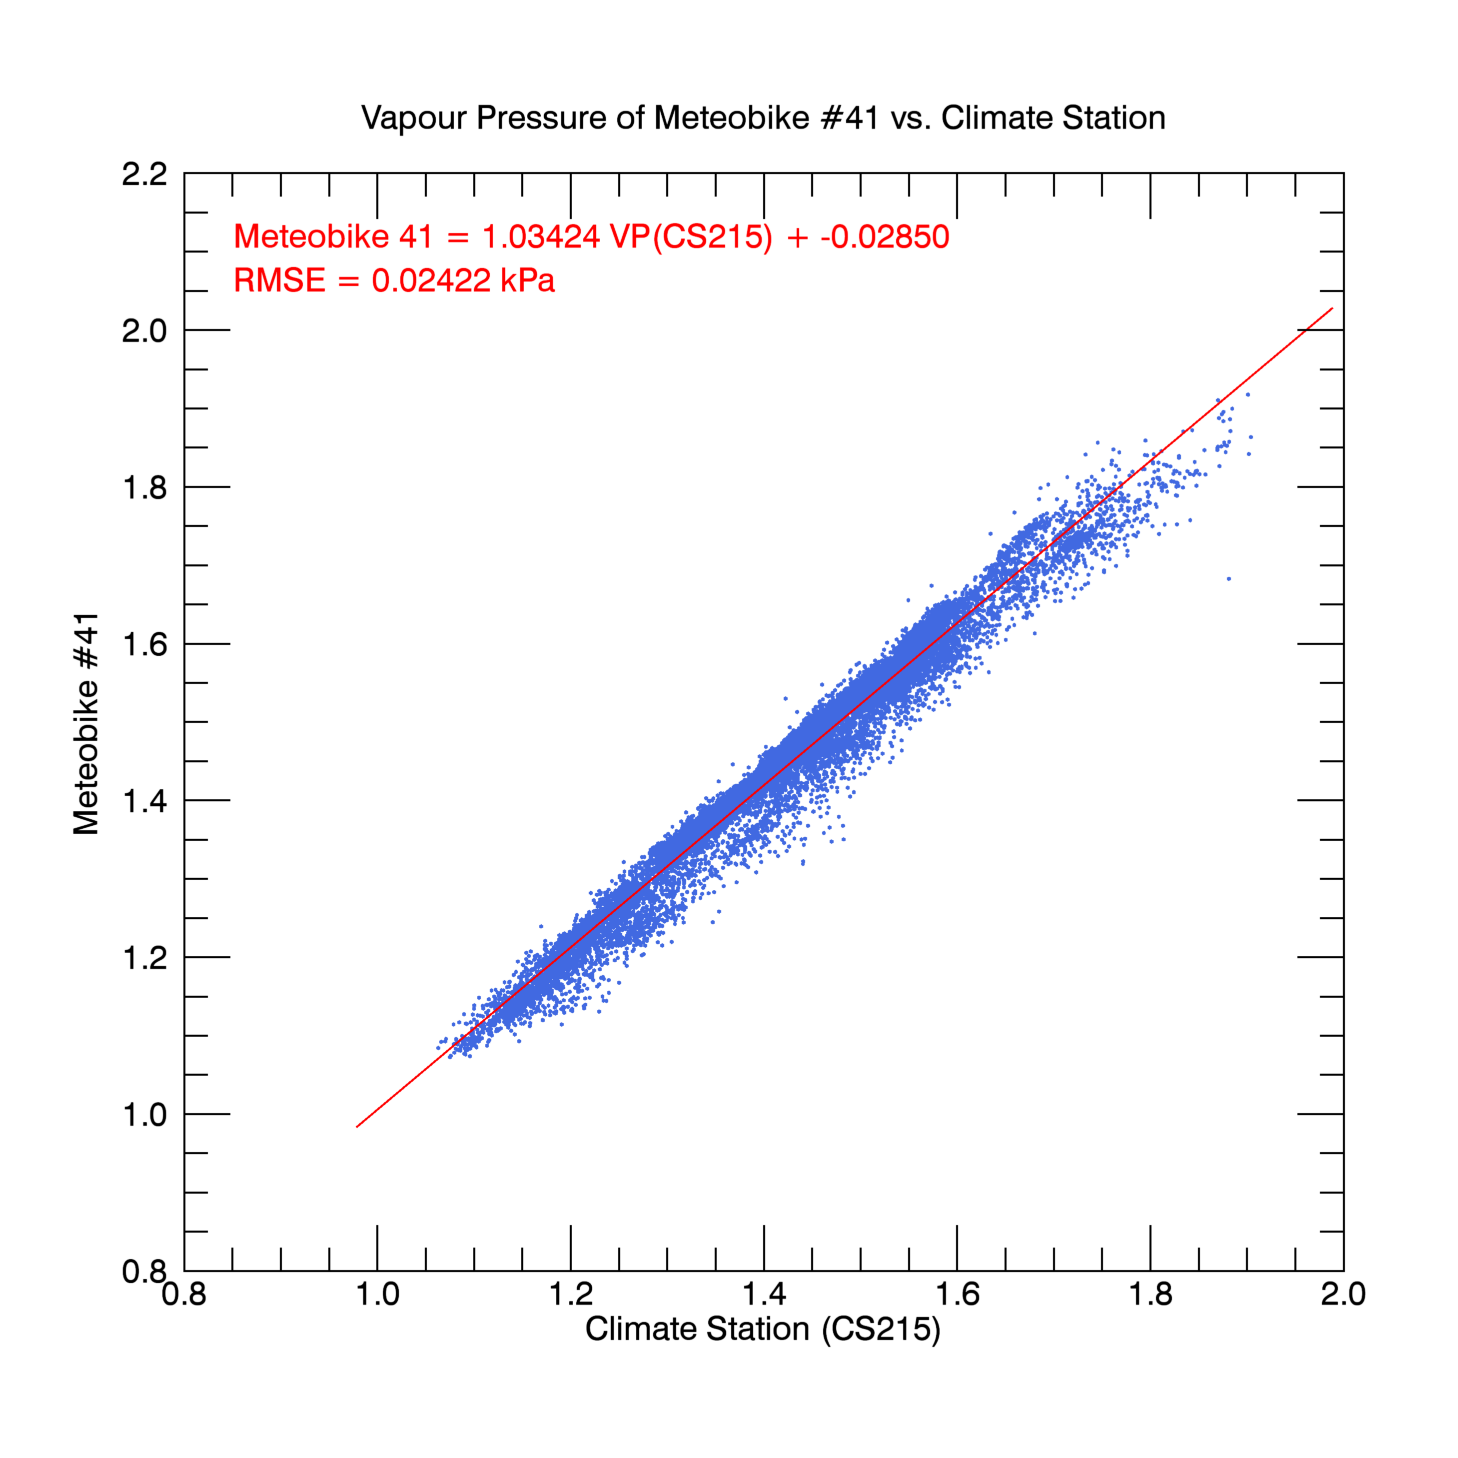 Vapour Pressure of Meteobike #41 vs. Climate Station
Meteobike 41 = 1.03424 VP(CS215) + -0.02850
RMSE = 0.02422 kPa
Meteobike #41
2.2
2.0
1.8
1.6
1.4
1.2
1.0
0.8
0.8 1.0 1.2 1.4 1.6 1.8 2.0
Climate Station (CS215)